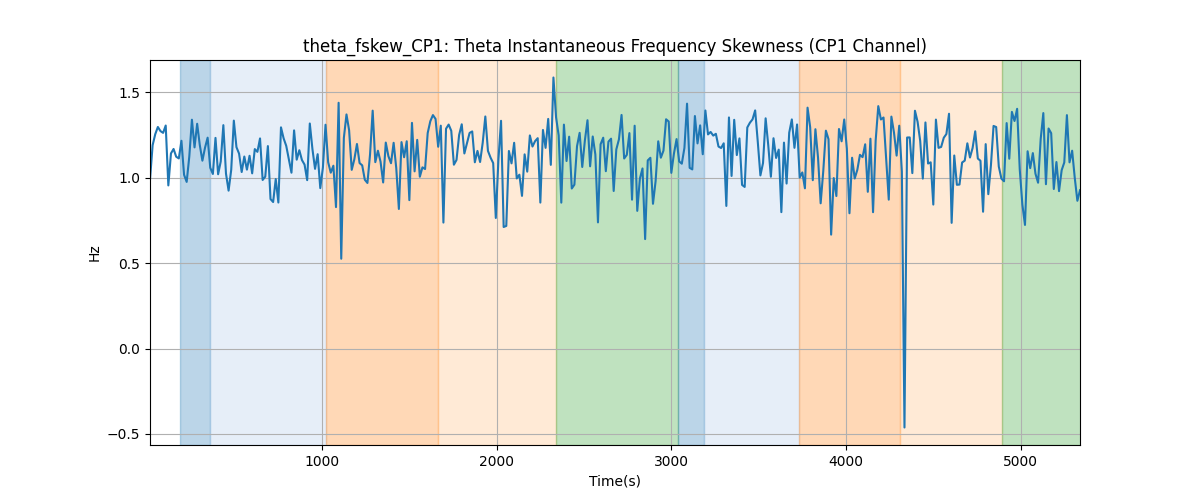 theta_fskew_CP1: Theta Instantaneous Frequency Skewness (CP1 Channel)
1.5
1.0
0.5
0.0
−0.5
Hz
1000 2000 3000 4000 5000
Time(s)